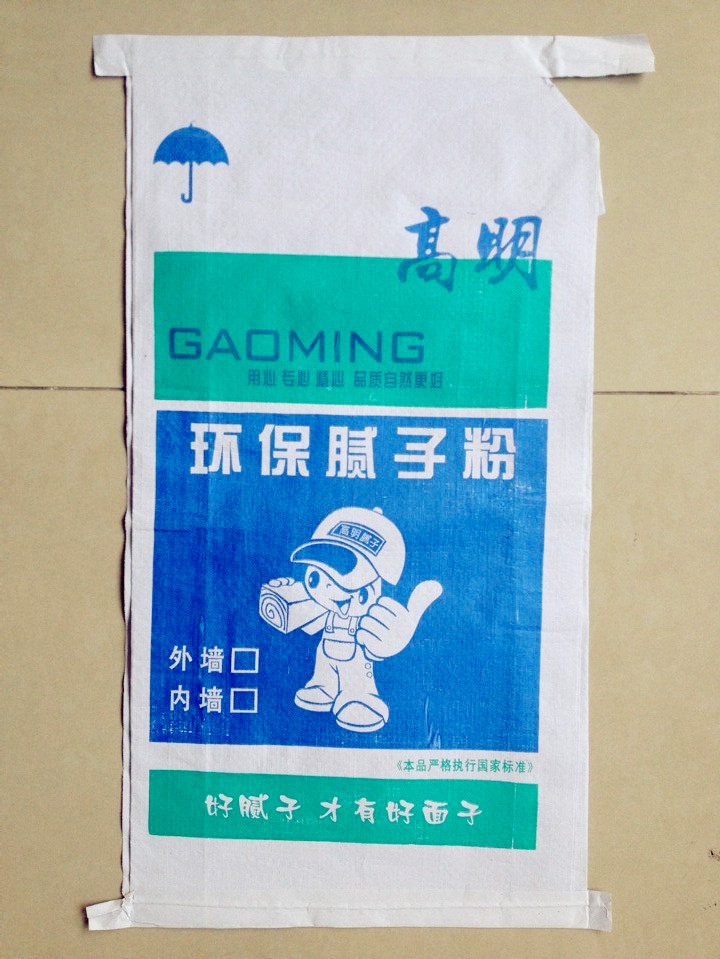 高明
GAOMING
用心 专心 精心 品质自然更好
环保腻子粉
高明腻子
外墙□
内墙□
《本品严格执行国家标准》
好腻子 才有好面子